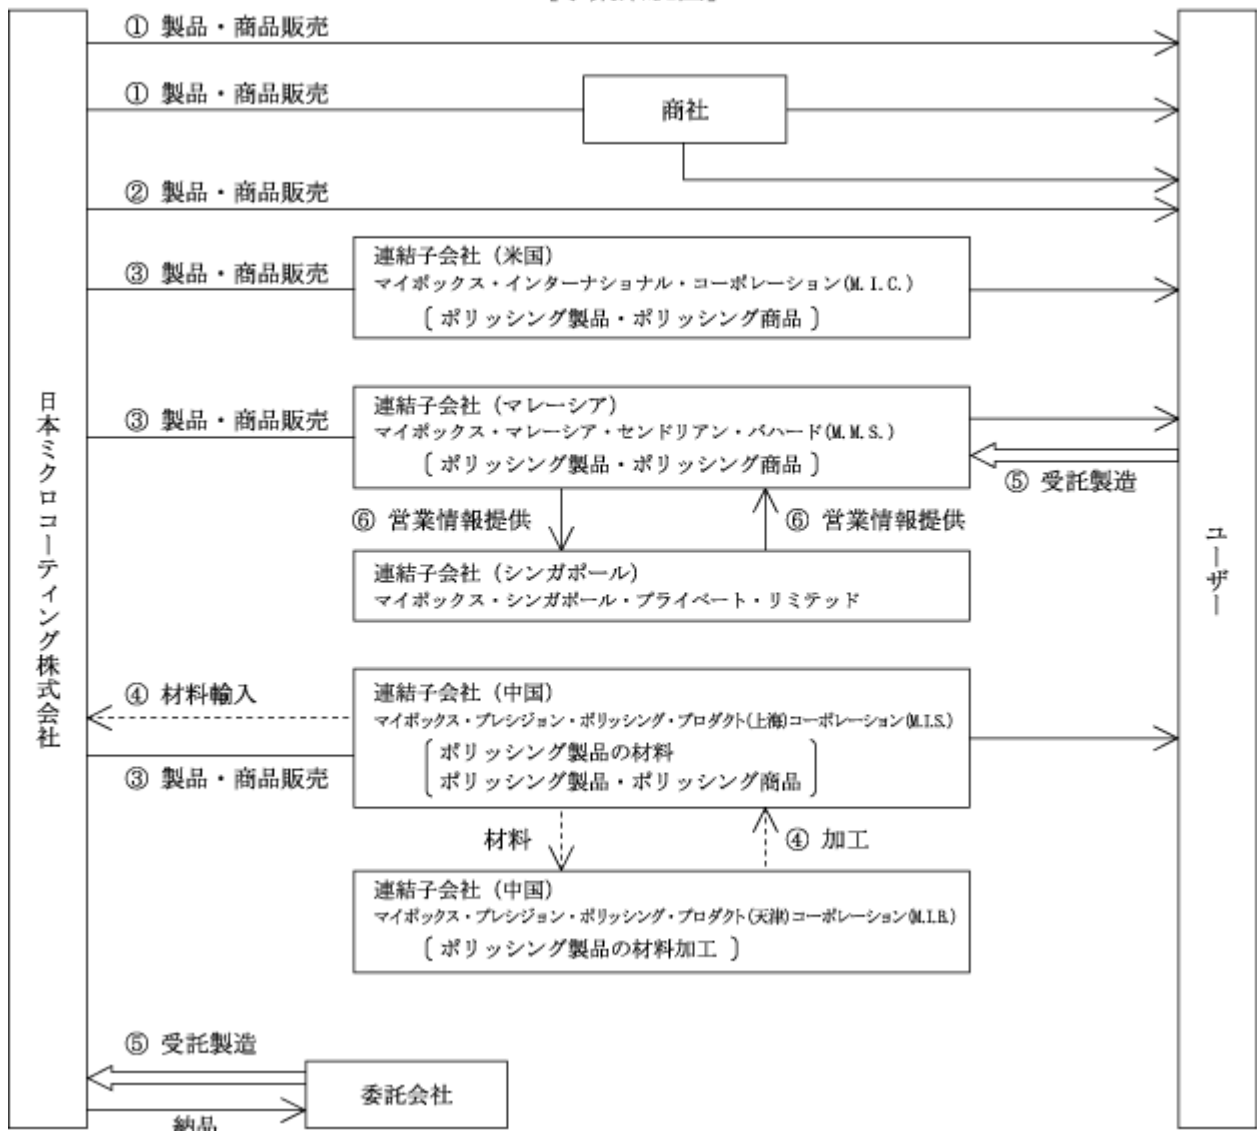 ① 製品・商品販売
① 製品・商品販売
商社
② 製品・商品販売
③ 製品・商品販売
連結子会社（米国）
マイポックス・インターナショナル・コーポレーション(M.I.C.)
〔ポリッシング製品・ポリッシング商品〕
日本ミクロコーティング株式会社
ユーザー
③ 製品・商品販売
連結子会社（マレーシア）
マイポックス・マレーシア・センドリアン・バハード(M.M.S.)
〔ポリッシング製品・ポリッシング商品〕
⑤ 受託製造
⑥ 営業情報提供
⑥ 営業情報提供
連結子会社（シンガポール）
マイポックス・シンガポール・プライベート・リミテッド
④ 材料輸入
③ 製品・商品販売
連結子会社（中国）
マイポックス・プレシジョン・ポリッシング・プロダクト(上海)コーポレーション(M.I.S.)
ポリッシング製品の材料
ポリッシング製品・ポリッシング商品
材料
④ 加工
連結子会社（中国）
マイポックス・プレシジョン・ポリッシング・プロダクト(天津)コーポレーション(M.I.B.)
〔ポリッシング製品の材料加工〕
⑤ 受託製造
委託会社
納品